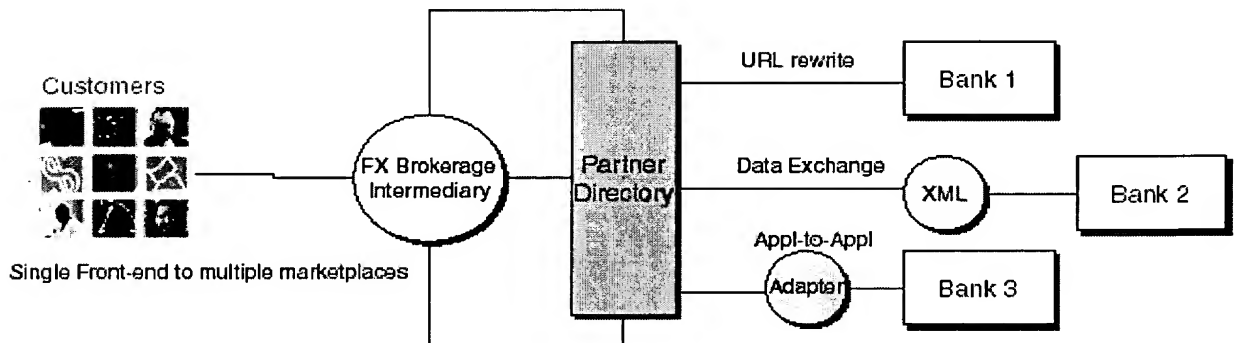 Customers
Single Front-end to multiple marketplaces
FX Brokerage
Intermediary
Partner
Directory
URL rewrite
Bank 1
Data Exchange
XML
Bank 2
Appl-to-Appl
Adapter
Bank 3